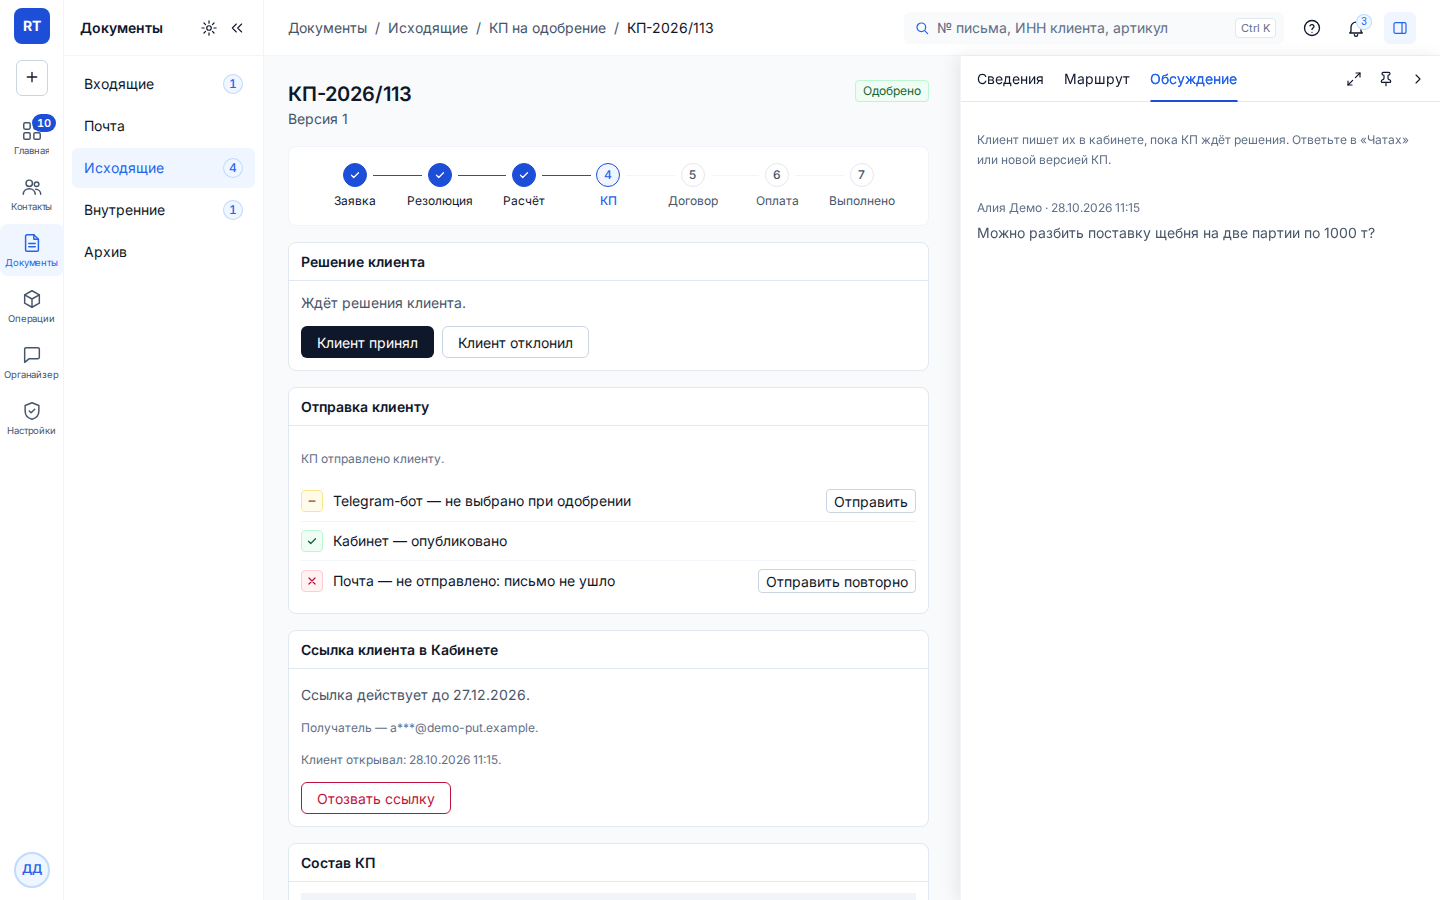 RT
Главная
10
Контакты
Документы
Операции
Органайзер
Настройки
ДД
Документы
Входящие 1
Почта
Исходящие 4
Внутренние 1
Архив
Документы / Исходящие / КП на одобрение / КП-2026/113
№ письма, ИНН клиента, артикул Ctrl K
3
КП-2026/113
Одобрено
Версия 1
4 5 6 7
Заявка Резолюция Расчёт КП Договор Оплата Выполнено
Решение клиента
Ждёт решения клиента.
Клиент принял Клиент отклонил
Отправка клиенту
КП отправлено клиенту.
Telegram-бот — не выбрано при одобрении Отправить
Кабинет — опубликовано
Почта — не отправлено: письмо не ушло Отправить повторно
Ссылка клиента в Кабинете
Ссылка действует до 27.12.2026.
Получатель — a***@demo-put.example.
Клиент открывал: 28.10.2026 11:15.
Отозвать ссылку
Состав КП
Сведения Маршрут Обсуждение
Клиент пишет их в кабинете, пока КП ждёт решения. Ответьте в «Чатах»
или новой версией КП.
Алия Демо · 28.10.2026 11:15
Можно разбить поставку щебня на две партии по 1000 т?